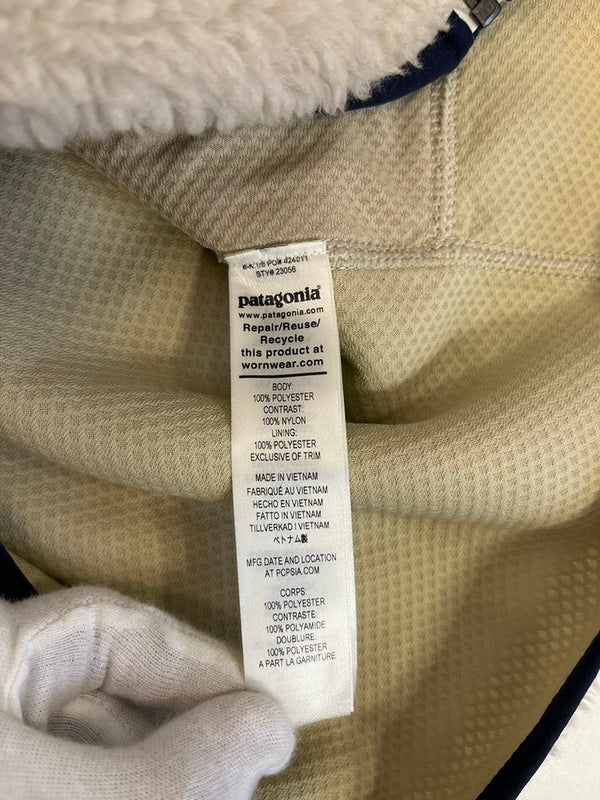 PO# 424011
STY# 23056
patagonia®
www.patagonia.com
Repair/Reuse/
Recycle
this product at
wornwear.com
BODY:
100% POLYESTER
CONTRAST:
100% NYLON
LINING:
100% POLYESTER
EXCLUSIVE OF TRIM
MADE IN VIETNAM
FABRIQUÉ AU VIETNAM
HECHO EN VIETNAM
FATTO IN VIETNAM
TILLVERKAD I VIETNAM
ベトナム製
MFG DATE AND LOCATION
AT PCPSIA.COM
CORPS:
100% POLYESTER
CONTRASTE:
100% POLYAMIDE
DOUBLURE:
100% POLYESTER
A PART LA GARNITURE